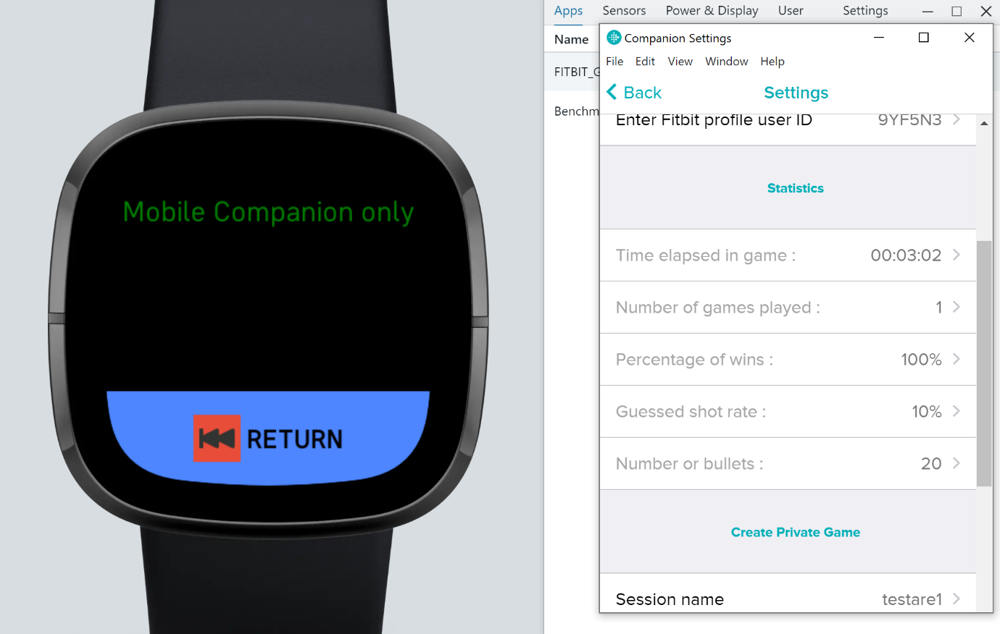 Mobile Companion only
RETURN
Apps Sensors Power & Display User Settings
Name
FITBIT_G
Benchm
Companion Settings
File Edit View Window Help
Back Settings
Enter Fitbit profile user ID 9YF5N3
Statistics
Time elapsed in game : 00:03:02
Number of games played : 1
Percentage of wins : 100%
Guessed shot rate : 10%
Number or bullets : 20
Create Private Game
Session name testare1